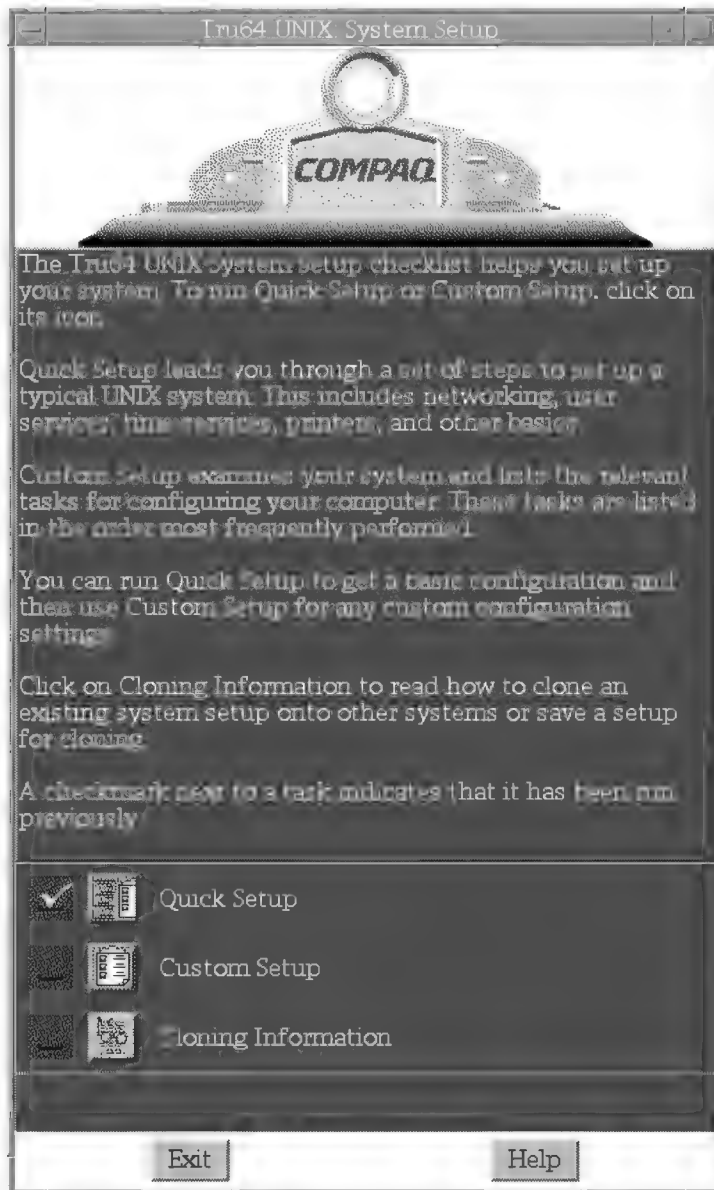 Tru64 UNIX: System Setup
COMPAQ
The Tru64 UNIX system setup checklist helps you set up
your system. To run Quick Setup or Custom Setup, click on
its icon.
Quick Setup leads you through a set of steps to set up a
typical UNIX system. This includes networking, user
services, time services, printers, and other basics.
Custom Setup examines your system and lists the relevant
tasks for configuring your computer. These tasks are listed
in the order most frequently performed.
You can run Quick Setup to get a basic configuration and
then use Custom Setup for any custom configuration
settings.
Click on Cloning Information to read how to clone an
existing system setup onto other systems or save a setup
for cloning.
A checkmark next to a task indicates that it has been run
previously.
Quick Setup
Custom Setup
Cloning Information
Exit
Help